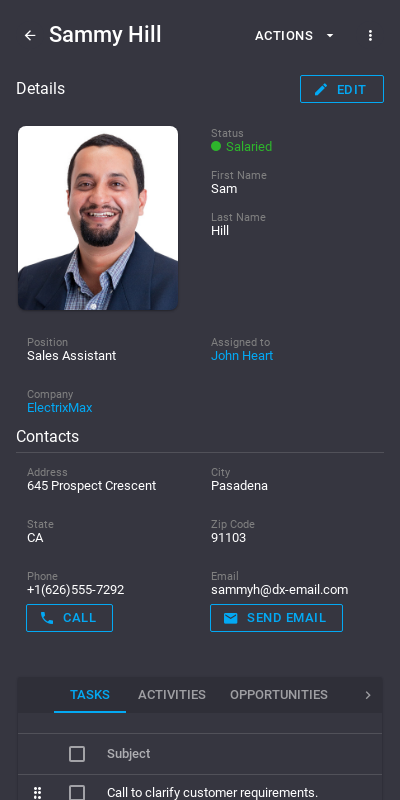 Sammy Hill
ACTIONS
Details
EDIT
Status
Salaried
First Name
Sam
Last Name
Hill
Position
Sales Assistant
Assigned to
John Heart
Company
ElectrixMax
Contacts
Address
645 Prospect Crescent
City
Pasadena
State
CA
Zip Code
91103
Phone
+1(626)555-7292
Email
sammyh@dx-email.com
CALL
SEND EMAIL
TASKS ACTIVITIES OPPORTUNITIES
Subject
Call to clarify customer requirements.